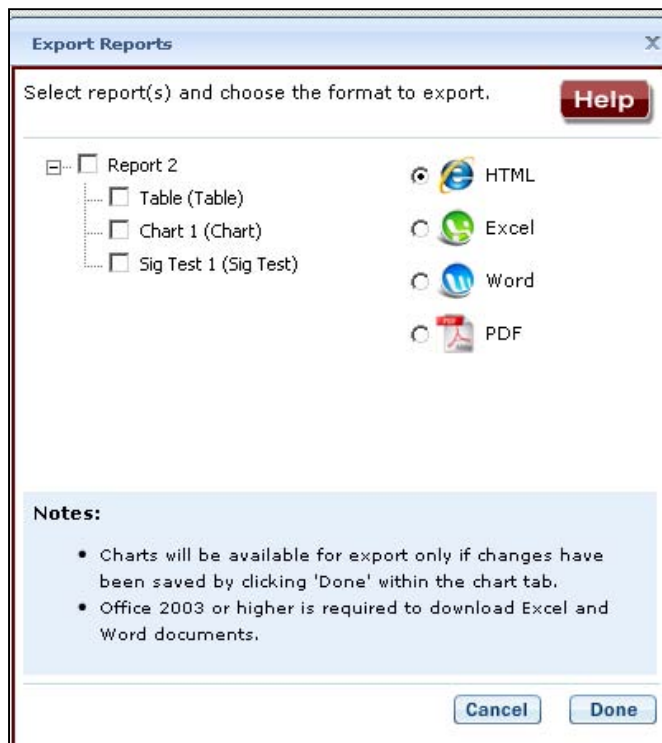 Export Reports X
Select report(s) and choose the format to export.
Help
Report 2
Table (Table)
Chart 1 (Chart)
Sig Test 1 (Sig Test)
HTML
Excel
Word
PDF
Notes:
• Charts will be available for export only if changes have
been saved by clicking 'Done' within the chart tab.
• Office 2003 or higher is required to download Excel and
Word documents.
Cancel Done